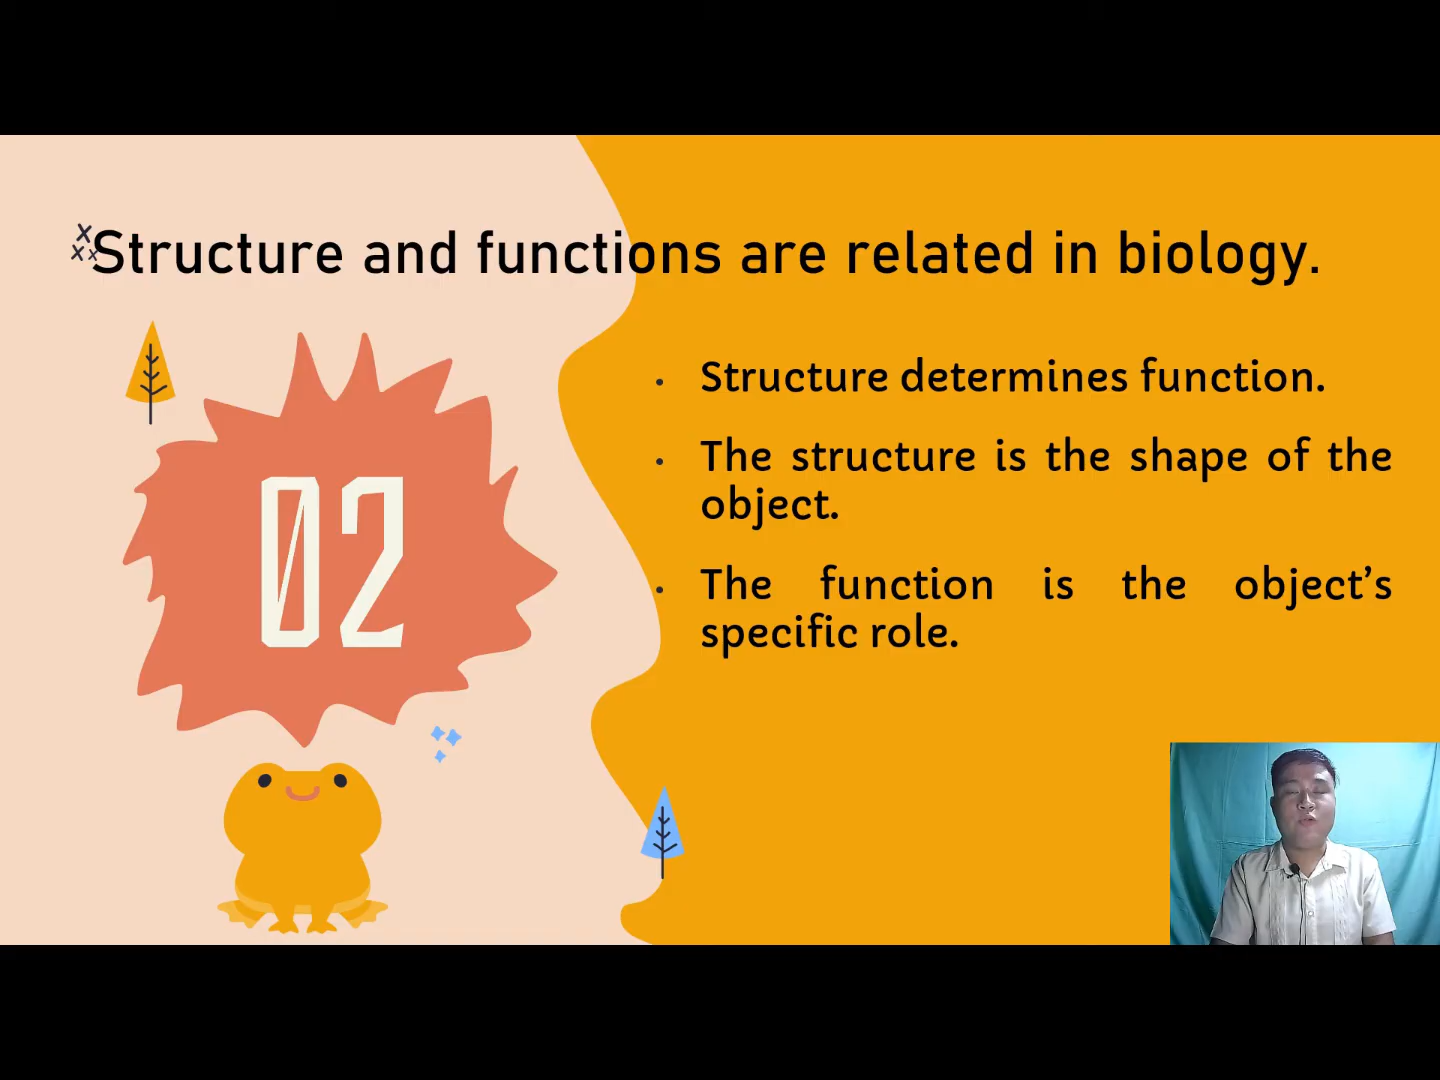 Structure and functions are related in biology.
02
• Structure determines function.
• The structure is the shape of the
object.
• The function is the object’s
specific role.